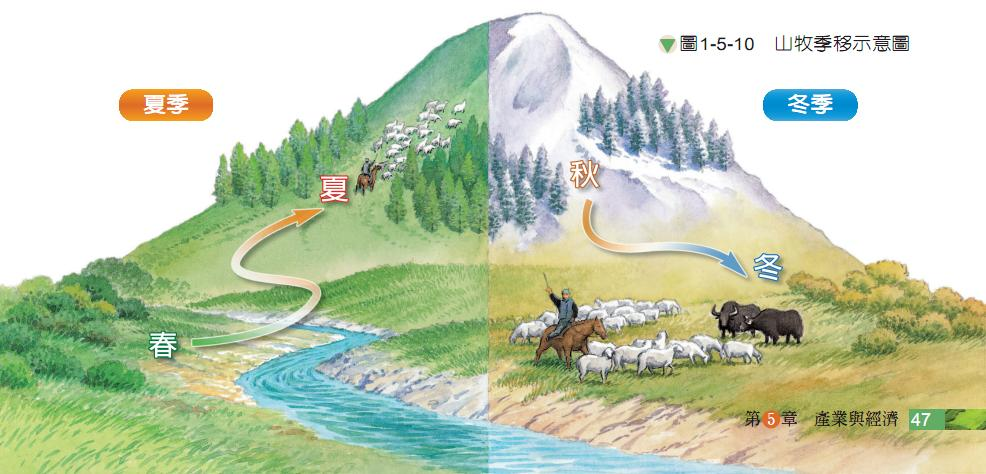 圖1-5-10 山牧季移示意圖
夏季
冬季
夏
秋
冬
春
第5章 產業與經濟 47